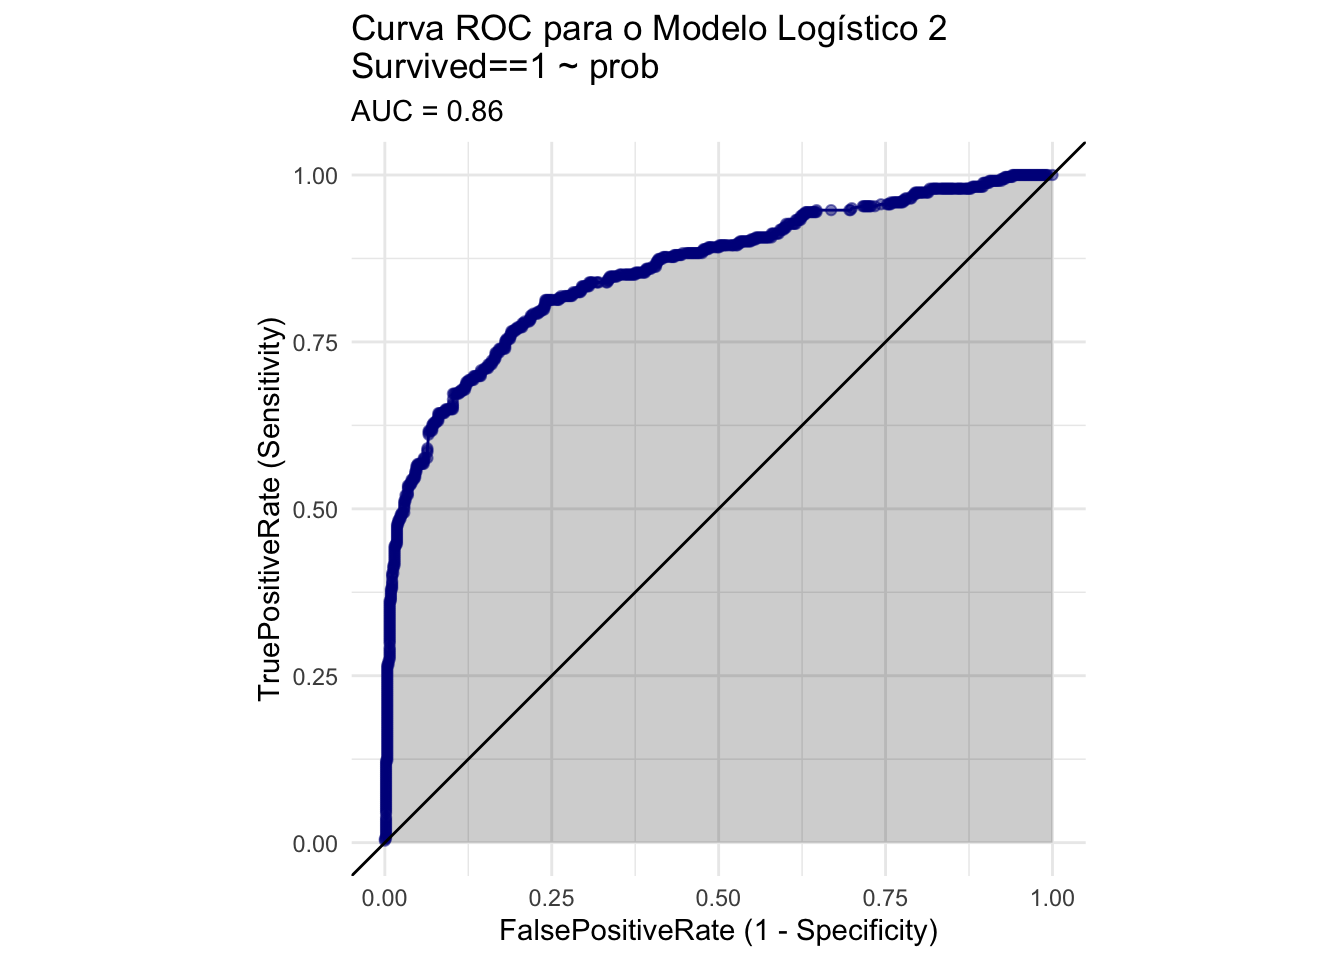 Curva ROC para o Modelo Logístico 2
Survived==1 ~ prob
AUC = 0.86
TruePositiveRate (Sensitivity)
1.00
0.75
0.50
0.25
0.00
0.00 0.25 0.50 0.75 1.00
FalsePositiveRate (1 - Specificity)